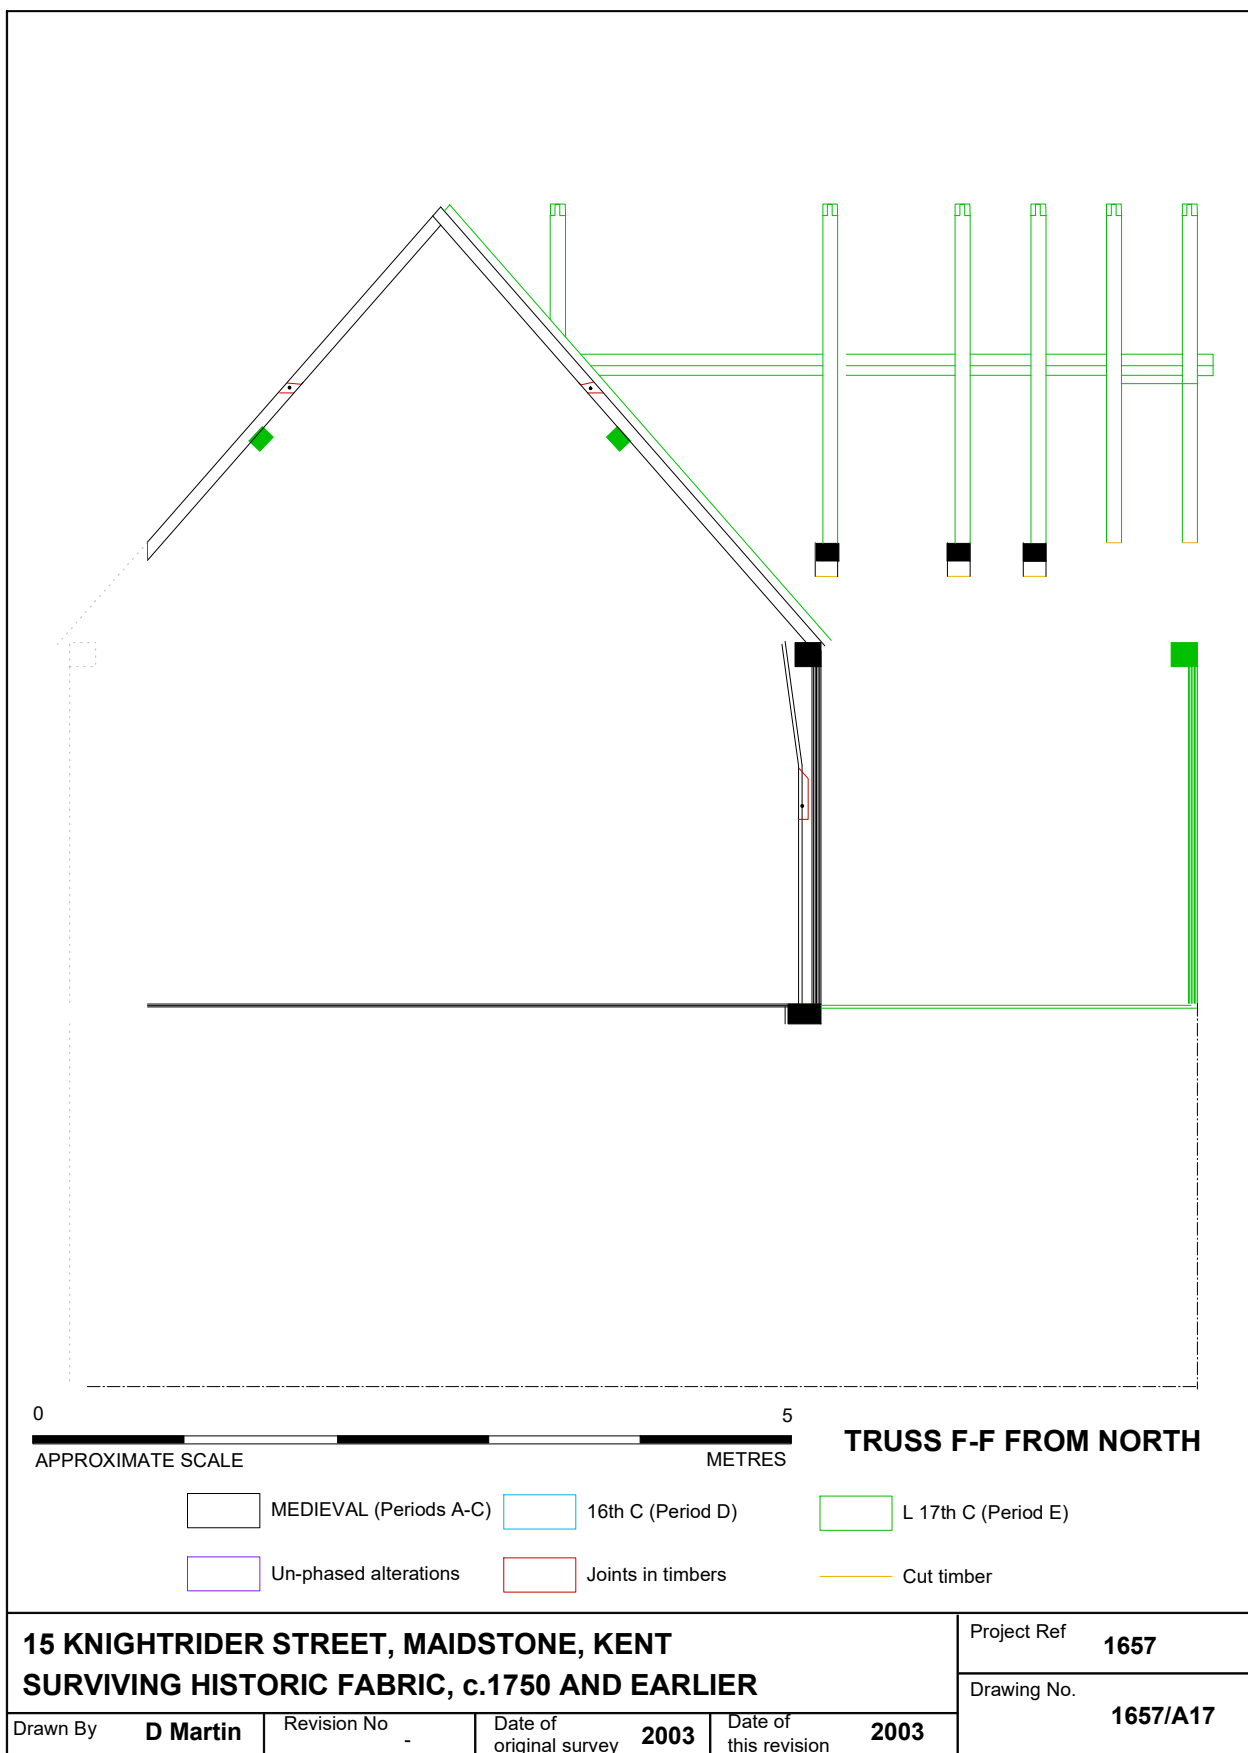 0
5
APPROXIMATE SCALE
METRES
TRUSS F-F FROM NORTH
MEDIEVAL (Periods A-C)
16th C (Period D)
L 17th C (Period E)
Un-phased alterations
Joints in timbers
Cut timber
15 KNIGHTRIDER STREET, MAIDSTONE, KENT
SURVIVING HISTORIC FABRIC, c.1750 AND EARLIER
Project Ref 1657
Drawing No.
1657/A17
Drawn By D Martin
Revision No
-
Date of
original survey 2003
Date of
this revision 2003